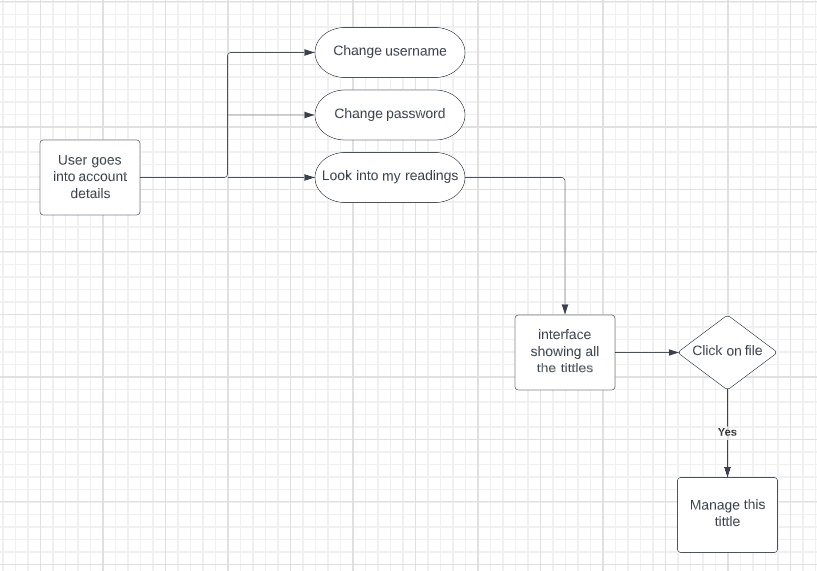 Change username
Change password
User goes
into account
details
Look into my readings
interface
showing all
the tittles
Click on file
Yes
Manage this
tittle